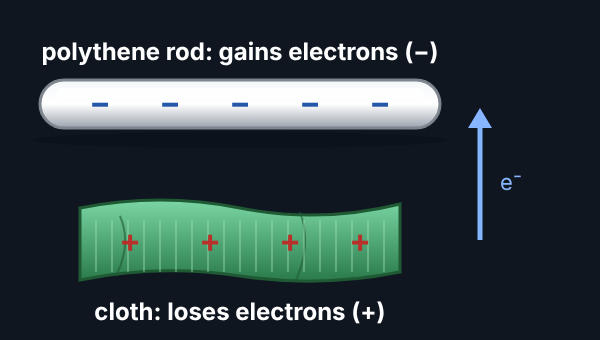 polythene rod: gains electrons (−)
− − − − −
e⁻
+ + + +
cloth: loses electrons (+)